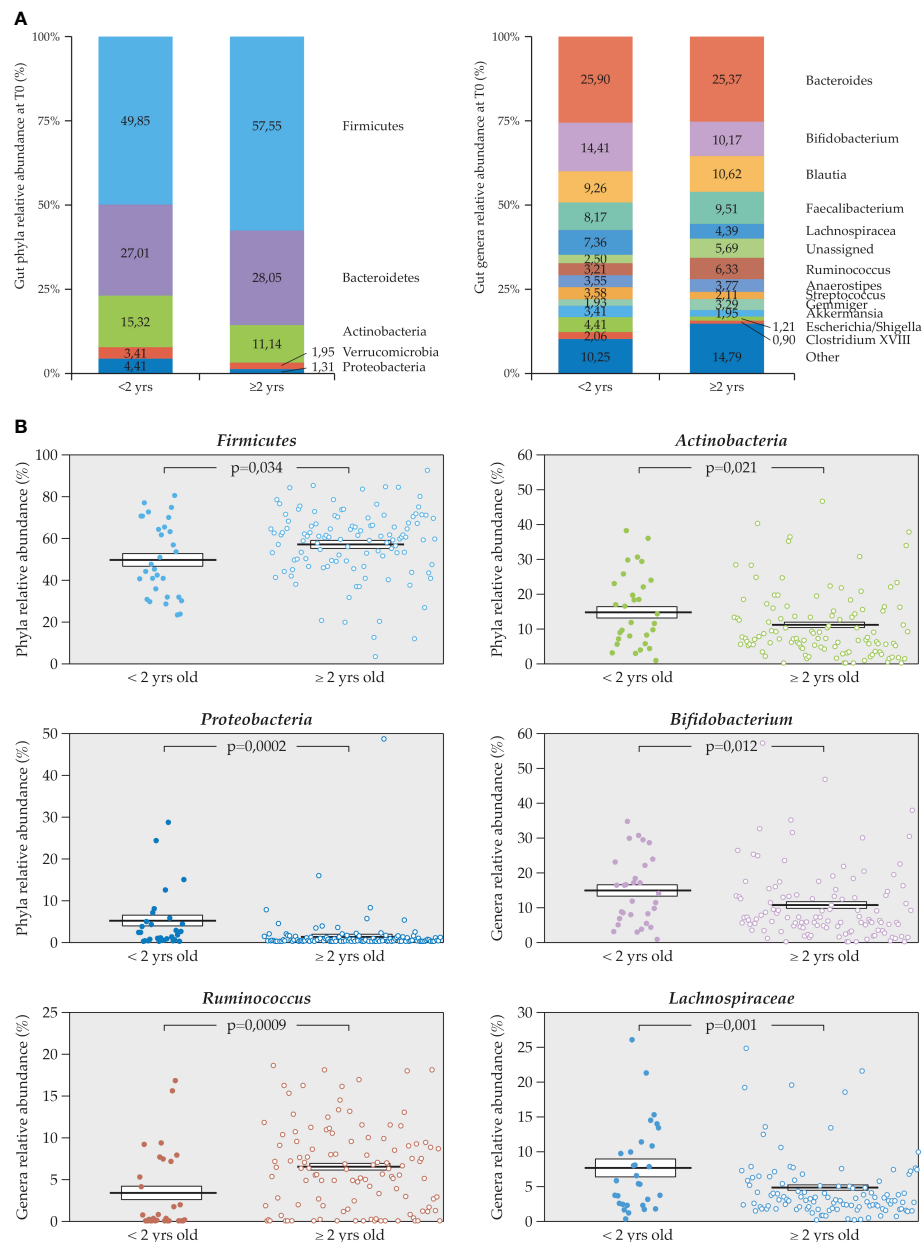 A
Gut phyla relative abundance at T0 (%)
100%
75%
50%
25%
0%
49,85
27,01
15,32
3,41
4,41
57,55
28,05
11,14
1,95
1,31
Firmicutes
Bacteroidetes
Actinobacteria
Verrucomicrobia
Proteobacteria
<2 yrs
≥2 yrs
Gut genera relative abundance at T0 (%)
100%
75%
50%
25%
0%
25,90
14,41
9,26
8,17
7,36
2,50
3,21
3,55
3,58
1,93
3,41
4,41
2,06
10,25
25,37
10,17
10,62
9,51
4,39
5,69
6,33
3,77
2,11
3,29
1,95
1,21
0,90
14,79
Bacteroides
Bifidobacterium
Blautia
Faecalibacterium
Lachnospiracea
Unassigned
Ruminococcus
Anaerostipes
Streptococcus
Gemmiger
Akkermansia
Escherichia/Shigella
Clostridium XVIII
Other
<2 yrs
≥2 yrs
B
Firmicutes
Phyla relative abundance (%)
100
80
60
40
20
0
p=0,034
< 2 yrs old
≥ 2 yrs old
Actinobacteria
Phyla relative abundance (%)
60
50
40
30
20
10
0
p=0,021
< 2 yrs old
≥ 2 yrs old
Proteobacteria
Phyla relative abundance (%)
50
40
30
20
10
0
p=0,0002
< 2 yrs old
≥ 2 yrs old
Bifidobacterium
Genera relative abundance (%)
60
50
40
30
20
10
0
p=0,012
< 2 yrs old
≥ 2 yrs old
Ruminococcus
Genera relative abundance (%)
25
20
15
10
5
0
p=0,0009
< 2 yrs old
≥ 2 yrs old
Lachnospiraceae
Genera relative abundance (%)
30
25
20
15
10
5
0
p=0,001
< 2 yrs old
≥ 2 yrs old